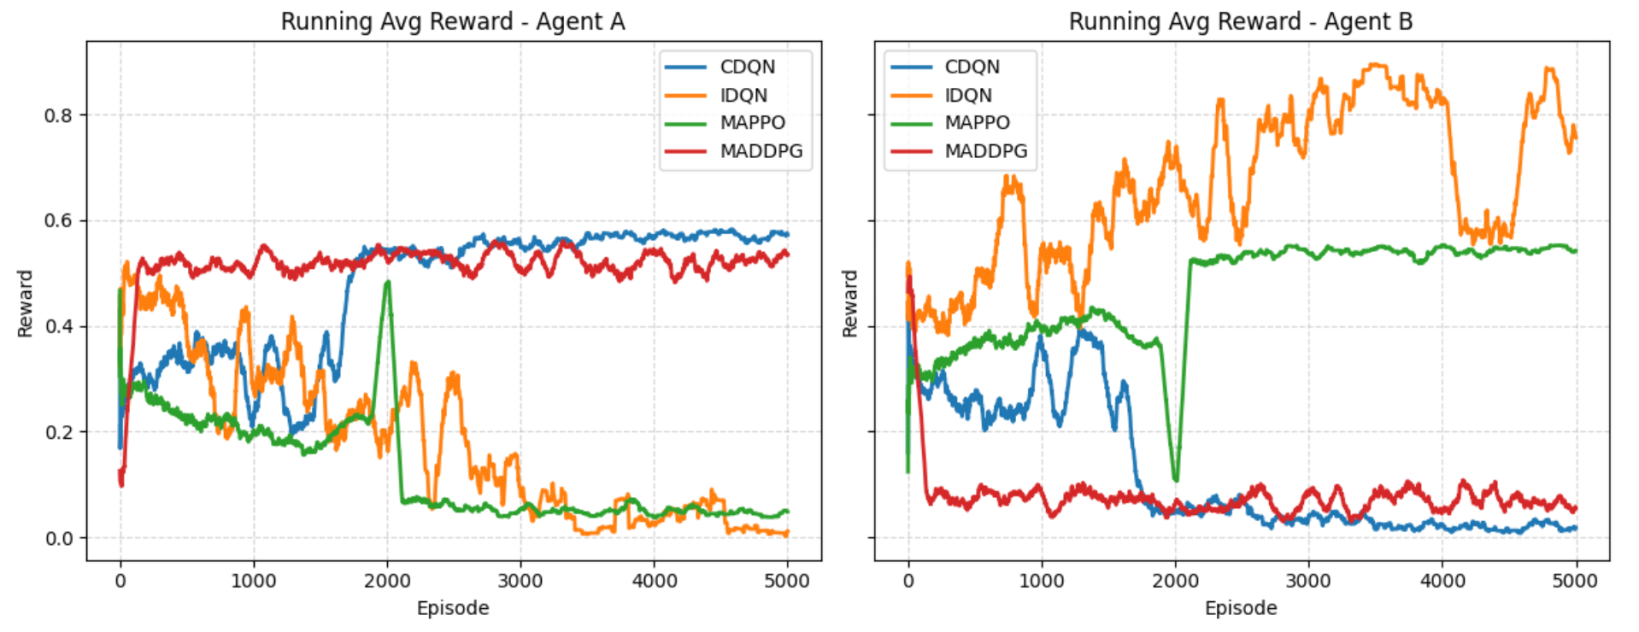 Running Avg Reward - Agent A
CDQN
IDQN
MAPPO
MADDPG
Reward
0.8
0.6
0.4
0.2
0.0
0 1000 2000 3000 4000 5000
Episode
Running Avg Reward - Agent B
CDQN
IDQN
MAPPO
MADDPG
Reward
0 1000 2000 3000 4000 5000
Episode